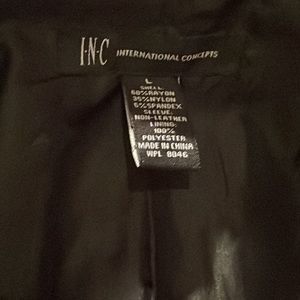 I·N·C INTERNATIONAL CONCEPTS
L
SHELL:
60%RAYON
35%NYLON
5%SPANDEX
SLEEVE:
NON-LEATHER
LINING:
100%
POLYESTER
MADE IN CHINA
WPL 8046